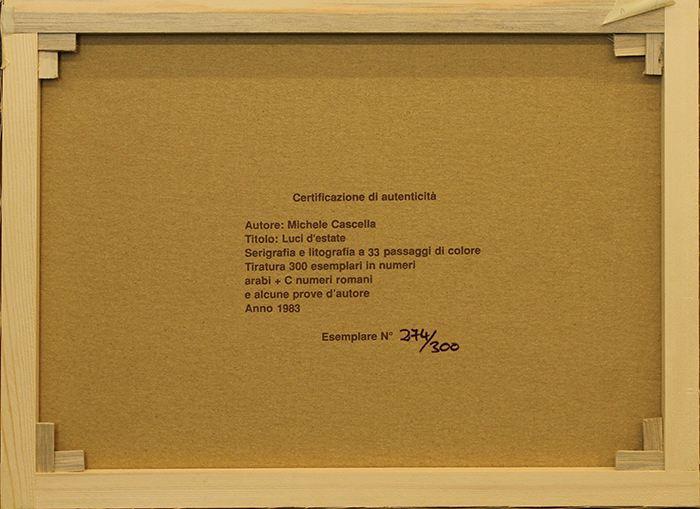 Certificazione di autenticità
Autore: Michele Cascella
Titolo: Luci d'estate
Serigrafia e litografia a 33 passaggi di colore
Tiratura 300 esemplari in numeri
arabi + C numeri romani
e alcune prove d'autore
Anno 1983
Esemplare N° 274/300